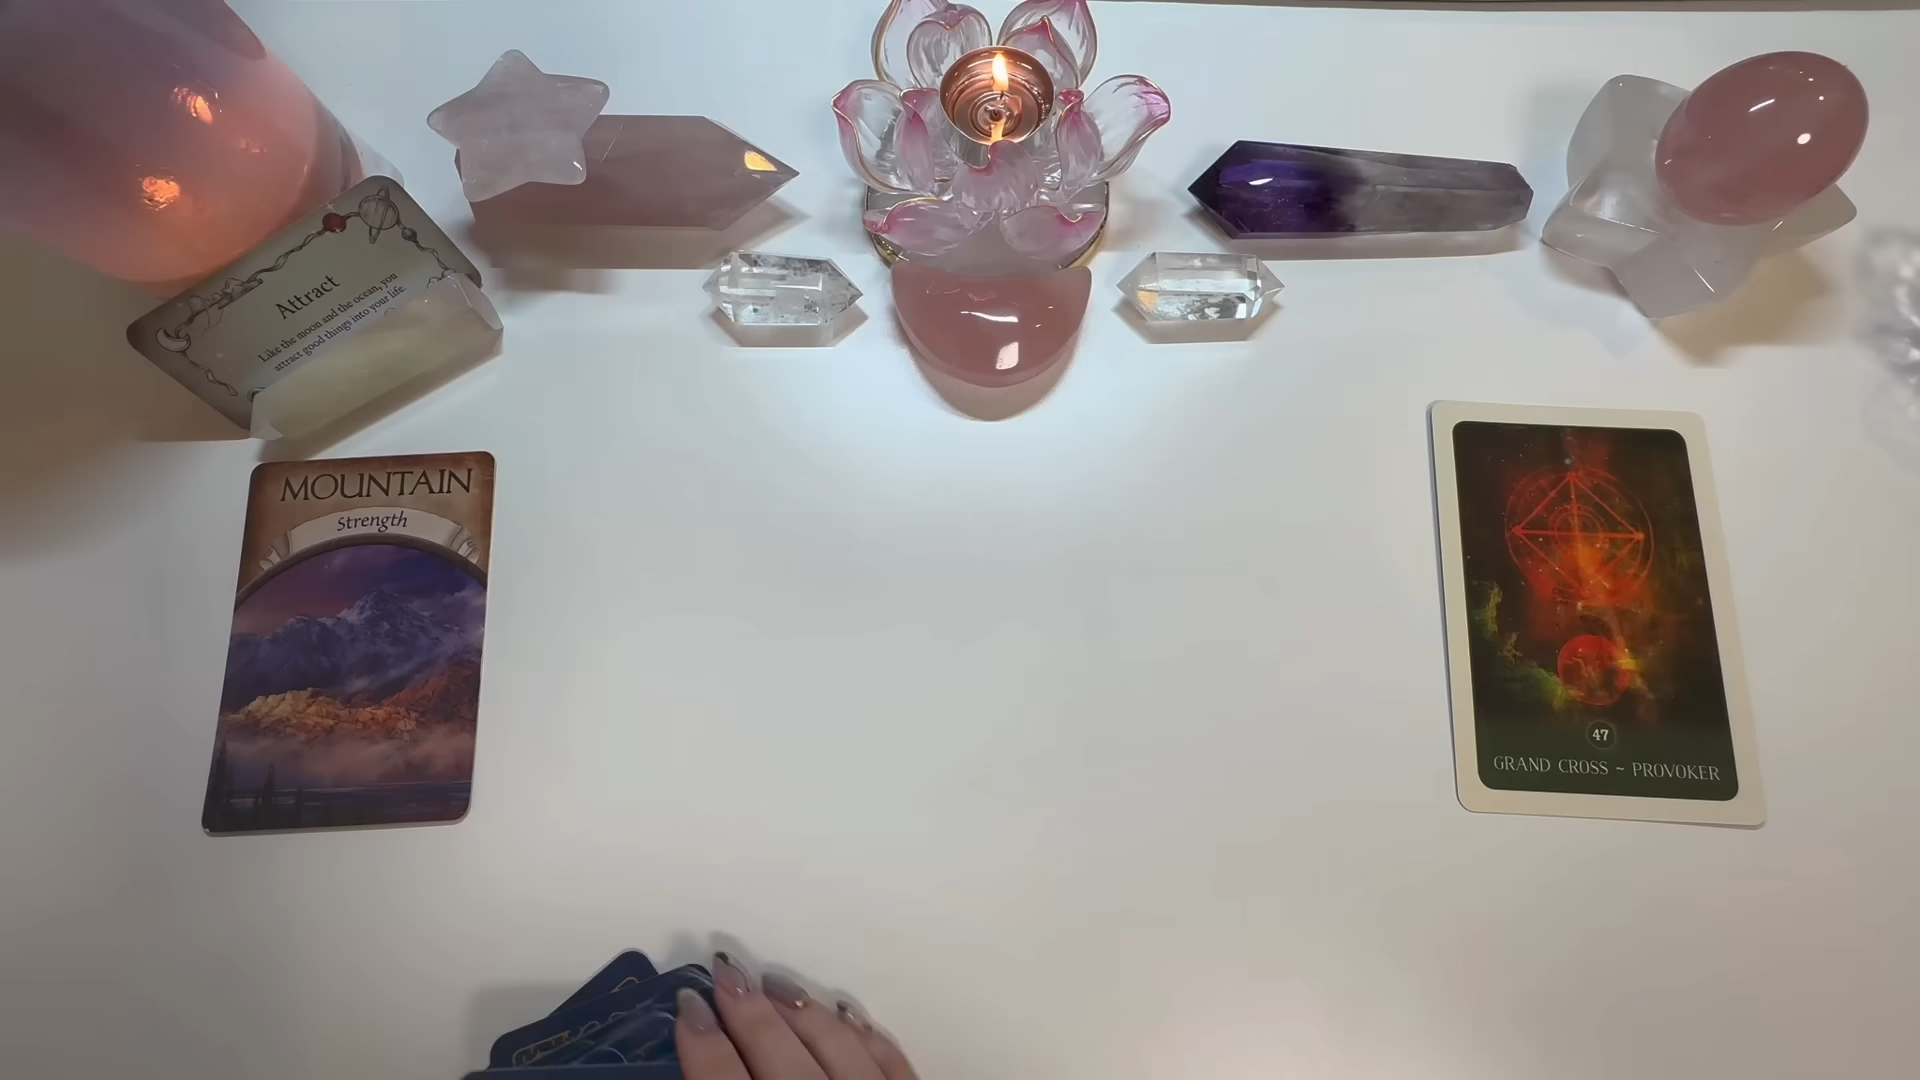 Attract
Like the moon and the ocean, you
attract good things into your life.
MOUNTAIN
Strength
47
GRAND CROSS ~ PROVOKER